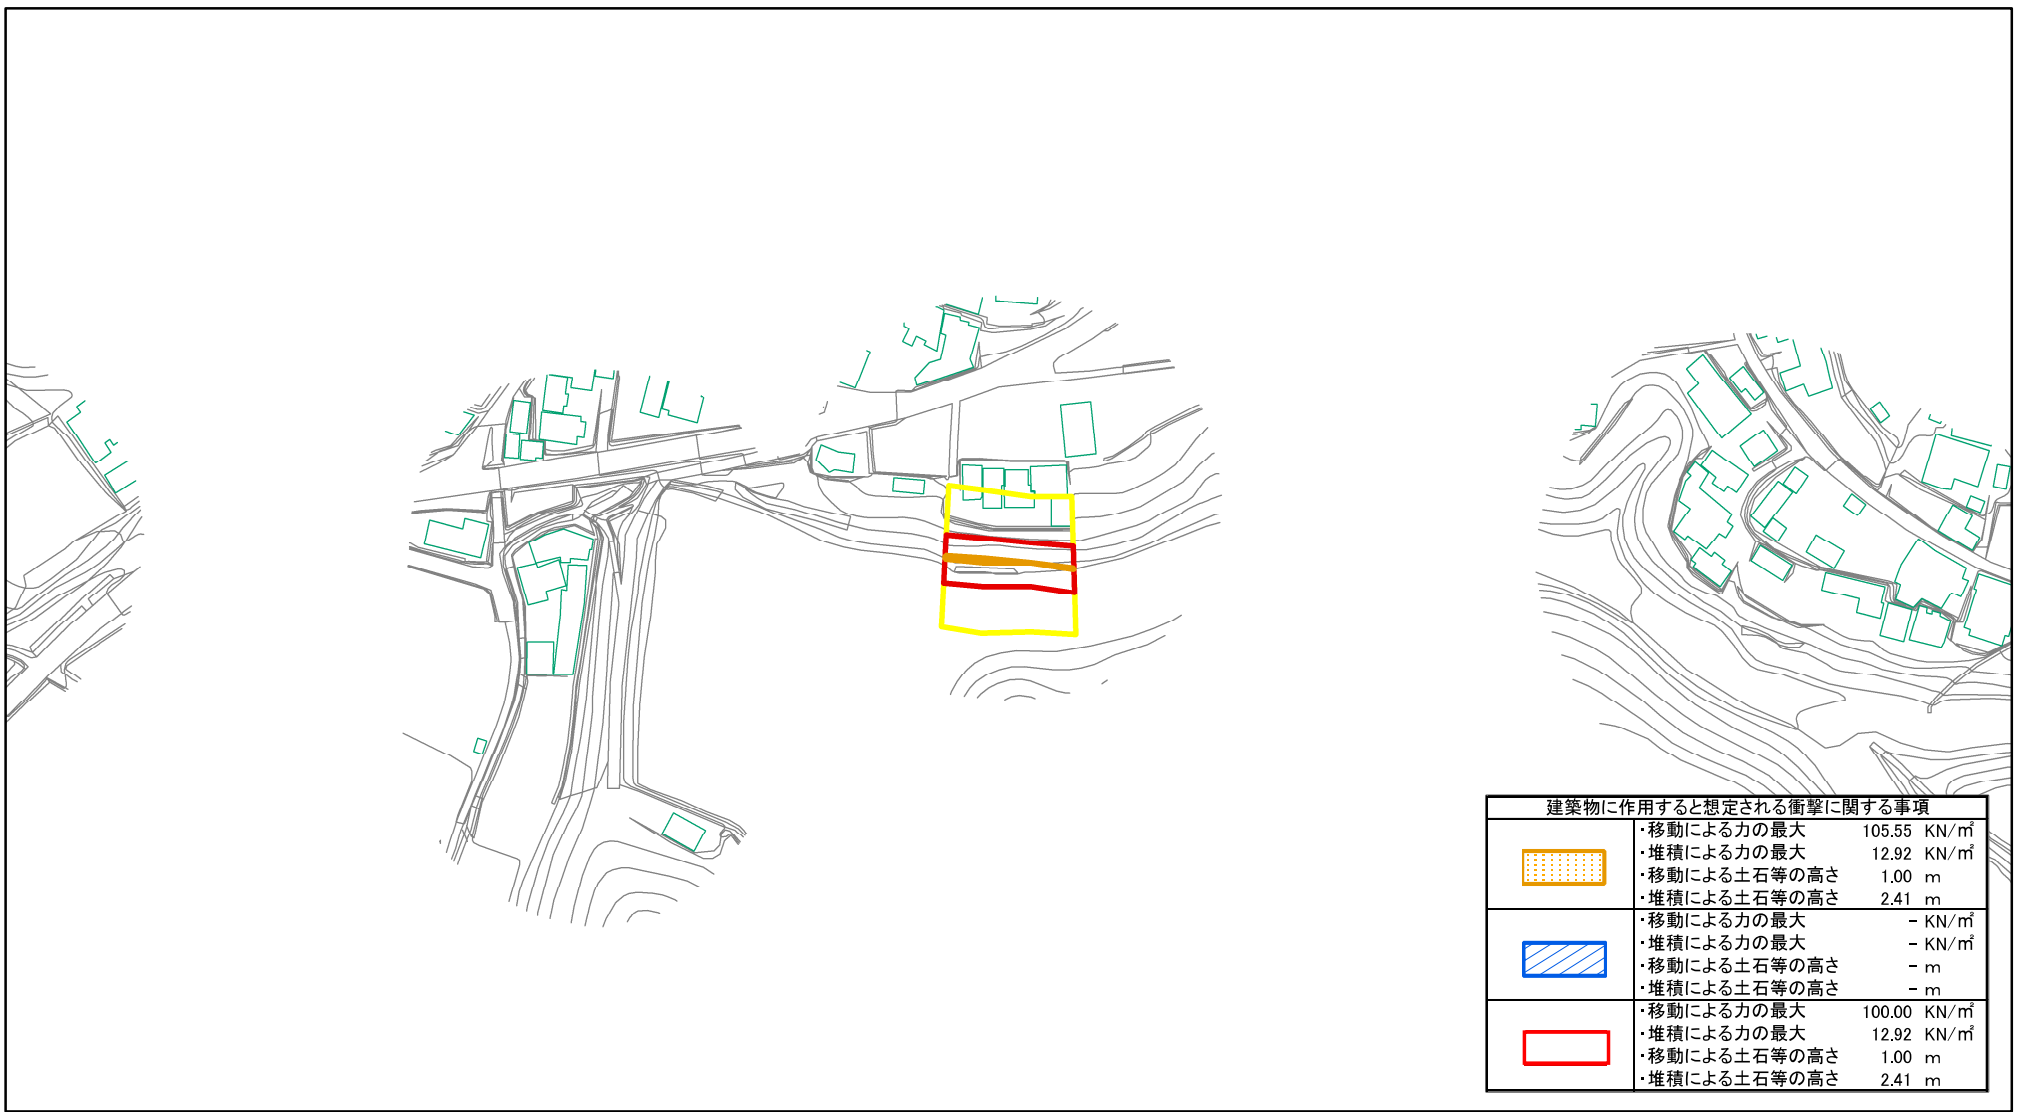 建築物に作用すると想定される衝撃に関する事項
・移動による力の最大 105.55 KN/㎡
・堆積による力の最大 12.92 KN/㎡
・移動による土石等の高さ 1.00 m
・堆積による土石等の高さ 2.41 m
・移動による力の最大 - KN/㎡
・堆積による力の最大 - KN/㎡
・移動による土石等の高さ - m
・堆積による土石等の高さ - m
・移動による力の最大 100.00 KN/㎡
・堆積による力の最大 12.92 KN/㎡
・移動による土石等の高さ 1.00 m
・堆積による土石等の高さ 2.41 m